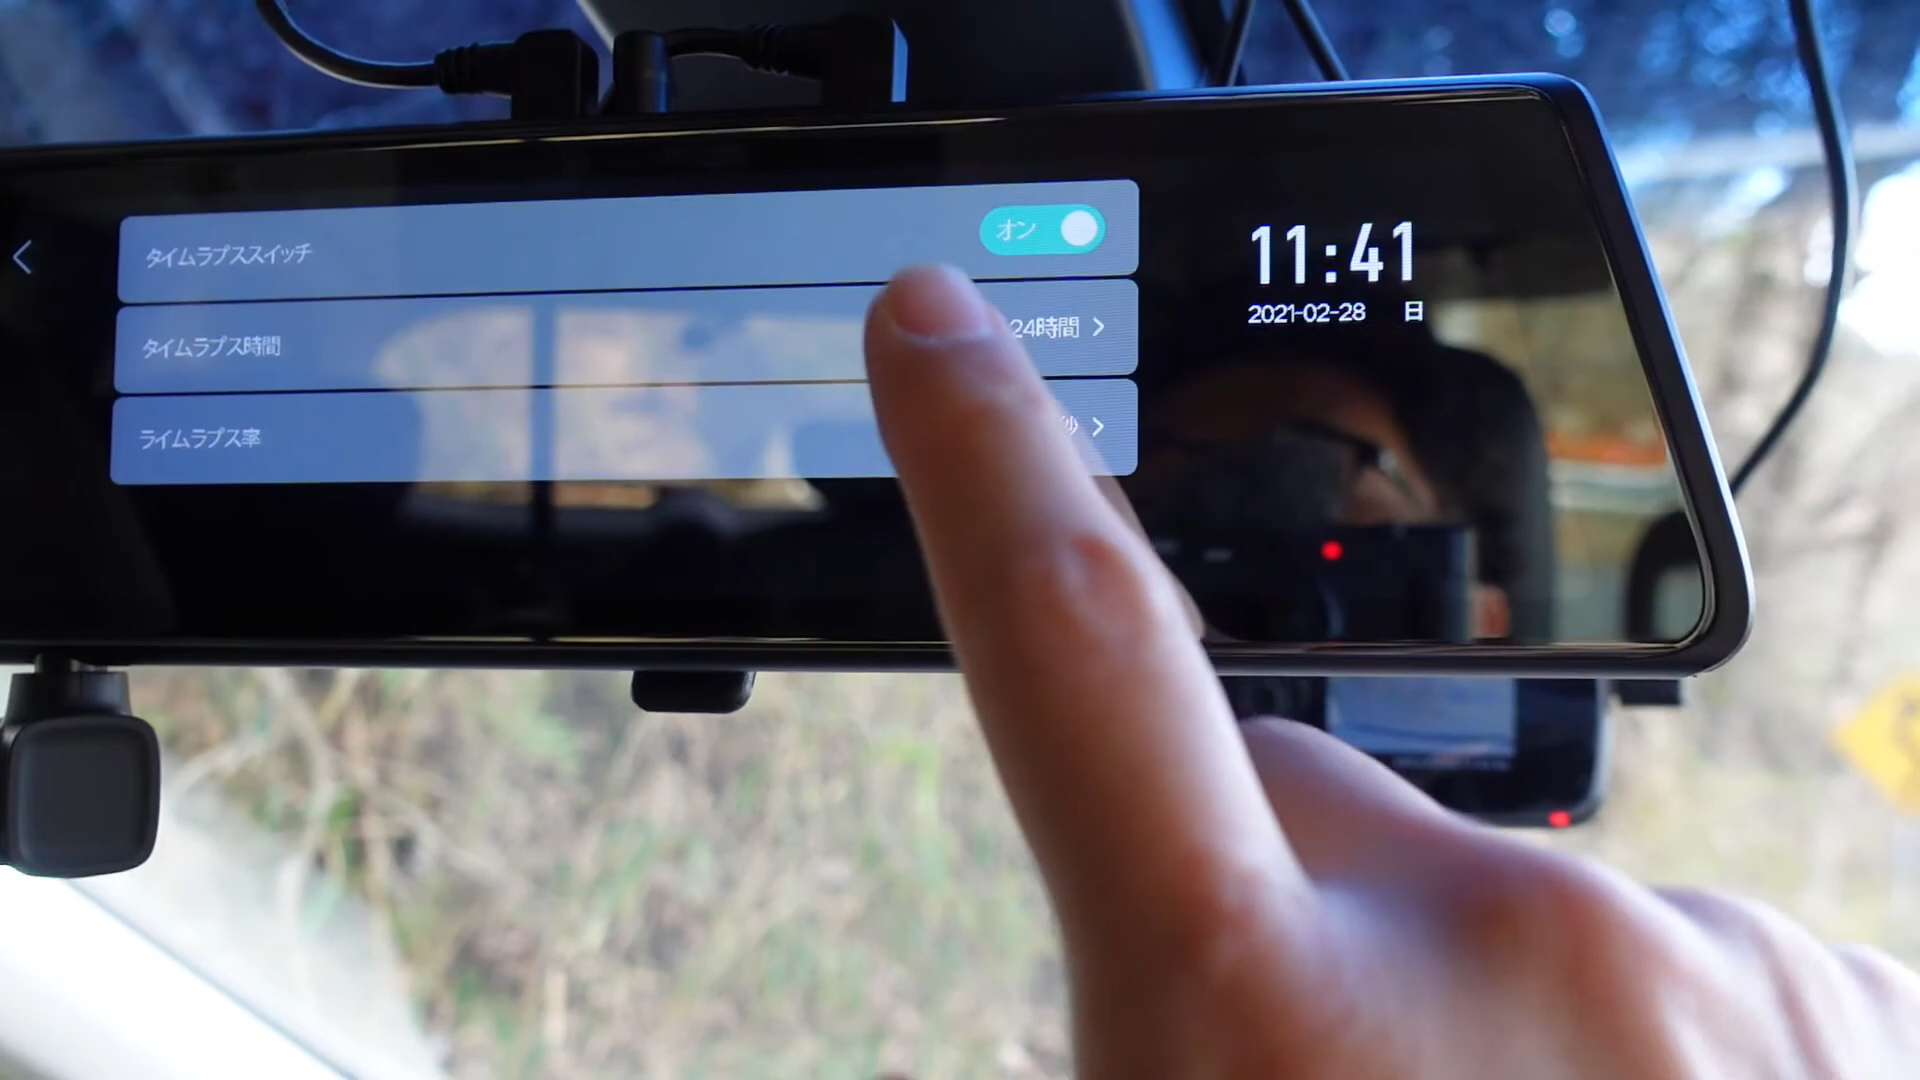 タイムラプススイッチ
オン
タイムラプス時間
24時間
ライムラプス率
秒
11:41
2021-02-28 日